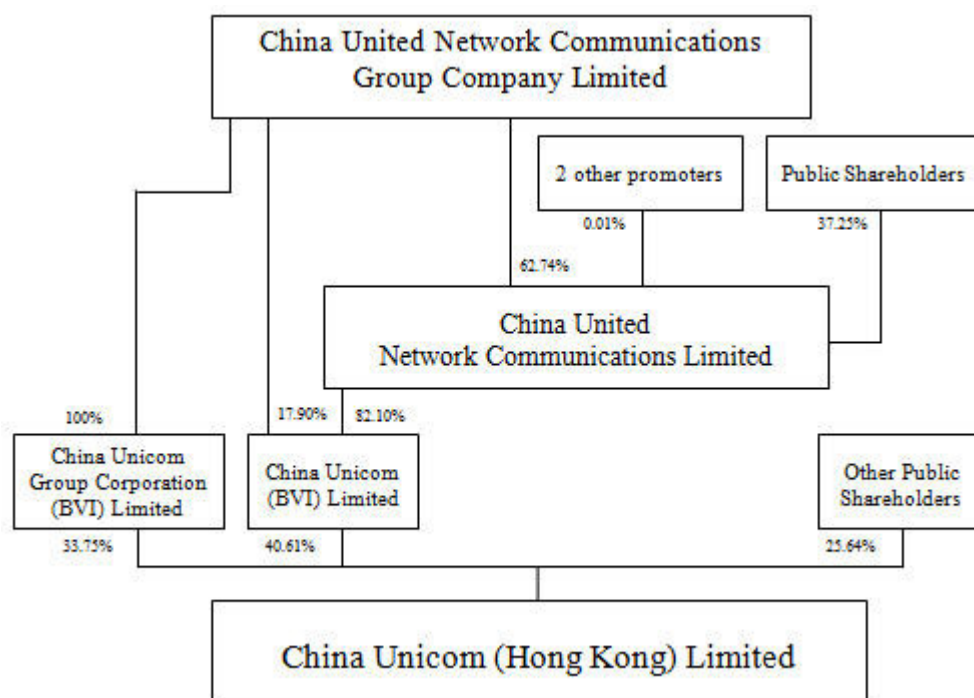 China United Network Communications
Group Company Limited
2 other promoters
Public Shareholders
0.01%
37.25%
62.74%
China United
Network Communications Limited
100%
17.90%
82.10%
China Unicom
Group Corporation
(BVI) Limited
China Unicom
(BVI) Limited
Other Public
Shareholders
33.75%
40.61%
25.64%
China Unicom (Hong Kong) Limited